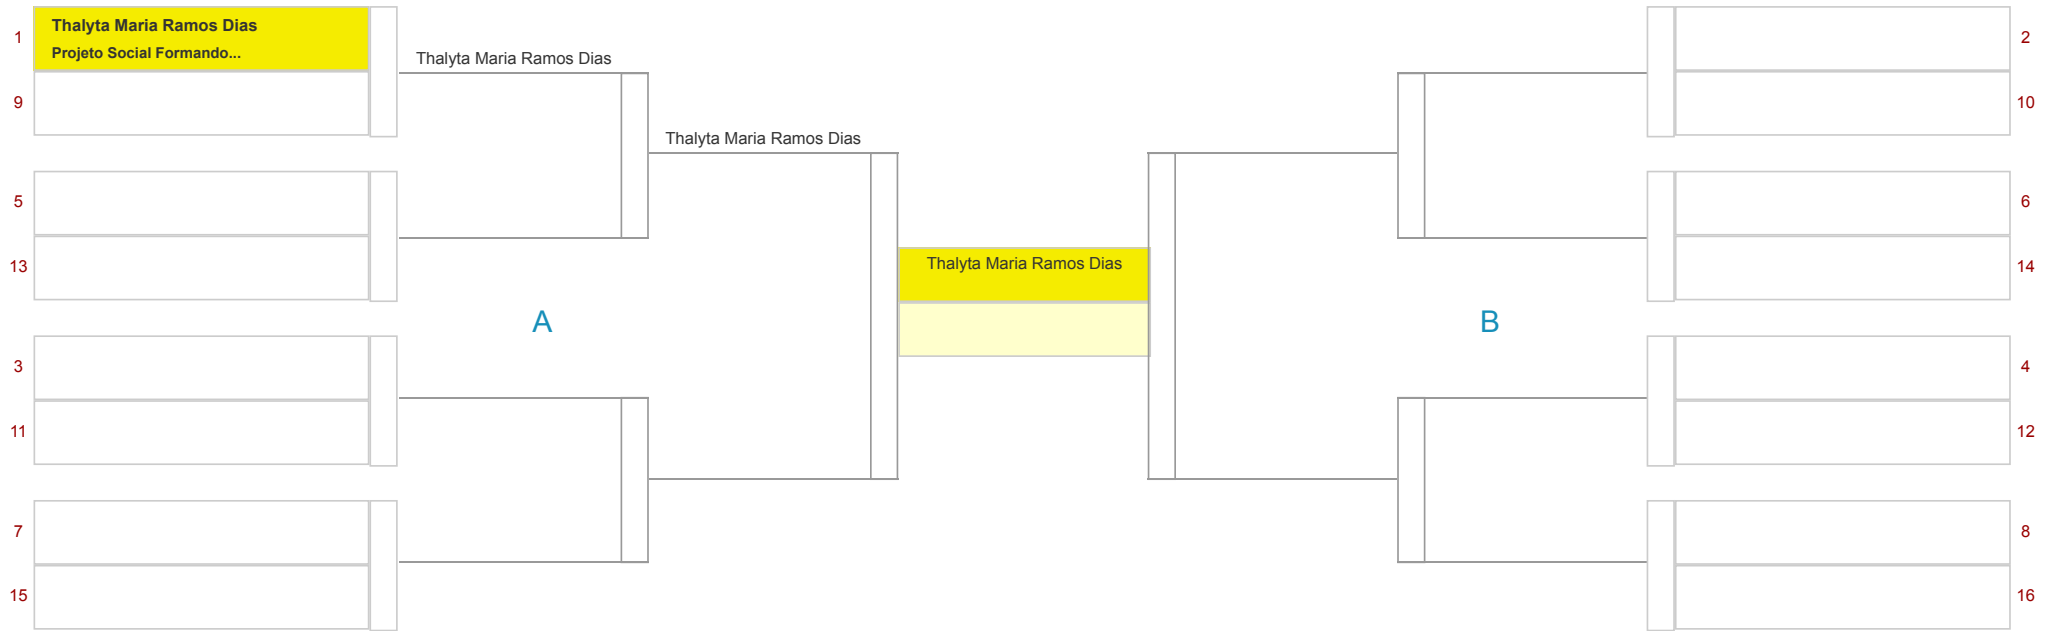 1
Thalyta Maria Ramos Dias
Projeto Social Formando...
9
Thalyta Maria Ramos Dias
Thalyta Maria Ramos Dias
5
13
A
3
11
7
15
Thalyta Maria Ramos Dias
B
2
10
6
14
4
12
8
16